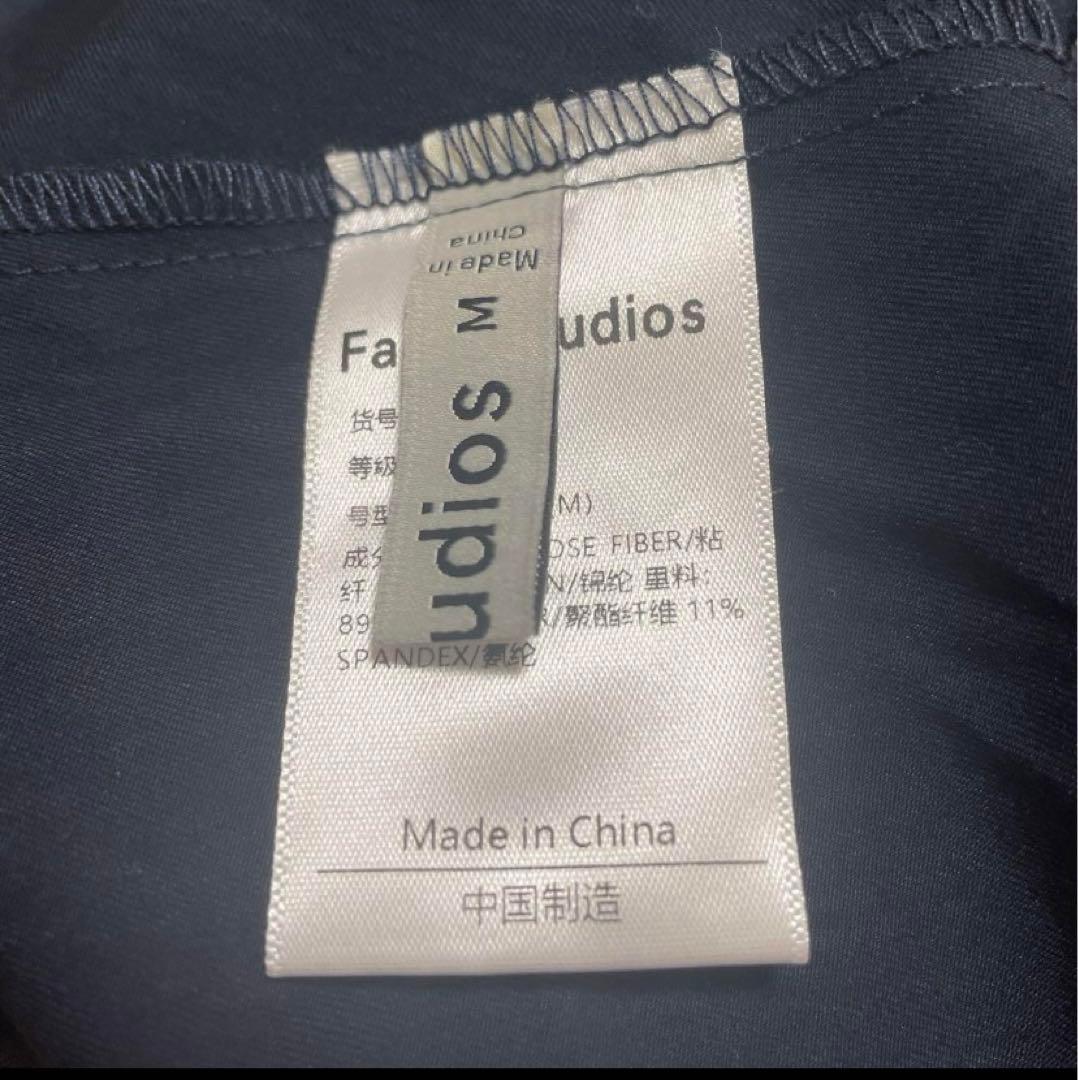 Made in
China
M
udios
Fa udios
货号
等級
号型 M)
成分 OSE FIBER/粘
纤 N/锦纶 里料:
89 R/聚酯纤维 11%
SPANDEX/氨纶
Made in China
中国制造